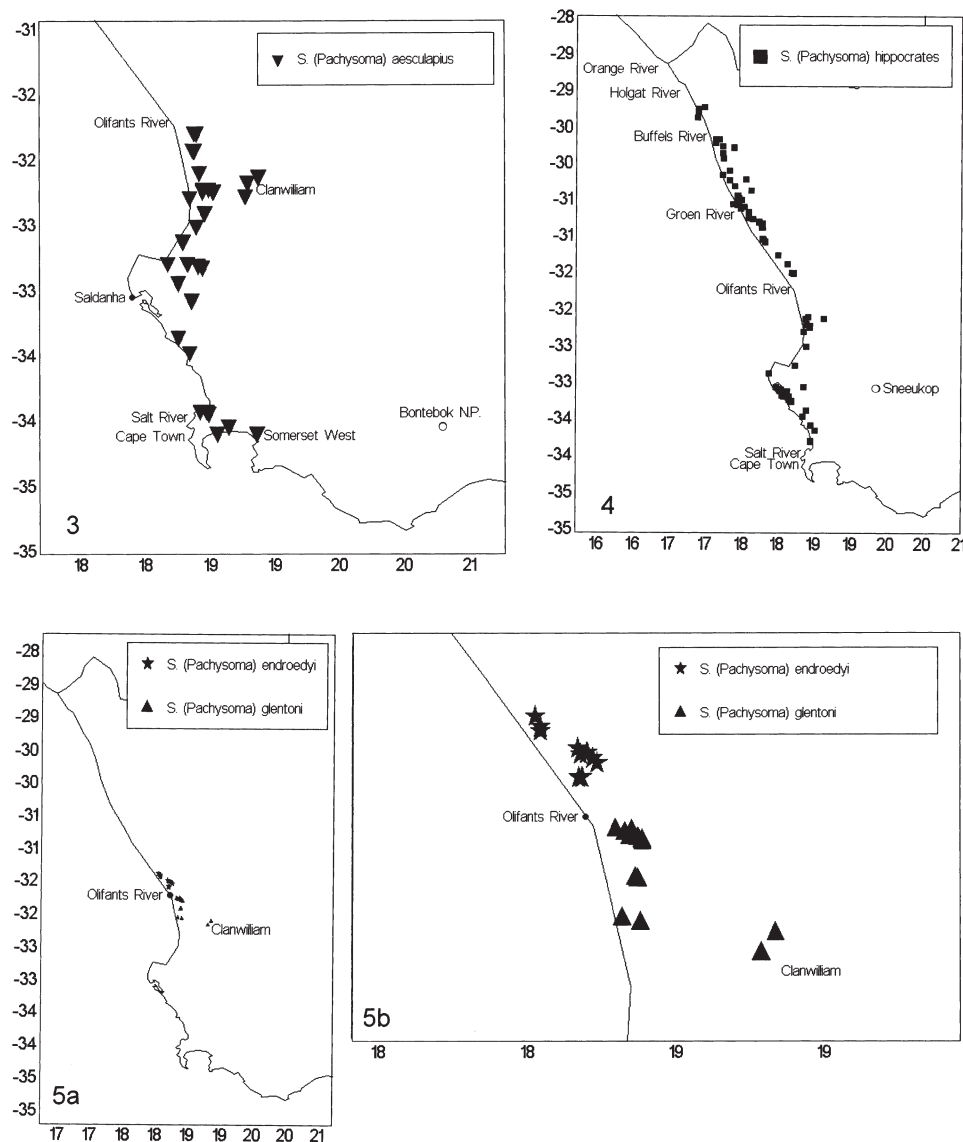 -31
-32
-32
-33
-33
-34
-34
-35
-35
18 18 19 19 20 20 21
▼ S. (Pachysoma) aesculapius
Olifants River
Clanwilliam
Saldanha
Salt River
Cape Town
Somerset West
Bontebok N.P.
3
-28
-28
-29
-29
-30
-30
-31
-31
-32
-32
-33
-33
-34
-34
-35
-35
16 16 17 17 18 18 19 19 20 20 21
■ S. (Pachysoma) hippocrates
Orange River
Holgat River
Buffels River
Groen River
Olifants River
Sneeukop
Salt River
Cape Town
4
-28
-29
-29
-30
-30
-31
-31
-32
-32
-33
-33
-34
-34
-35
-35
17 17 18 18 19 19 20 20 21
★ S. (Pachysoma) endroedyi
▲ S. (Pachysoma) glentoni
Olifants River
Clanwilliam
5a
★ S. (Pachysoma) endroedyi
▲ S. (Pachysoma) glentoni
Olifants River
Clanwilliam
5b
18 18 19 19